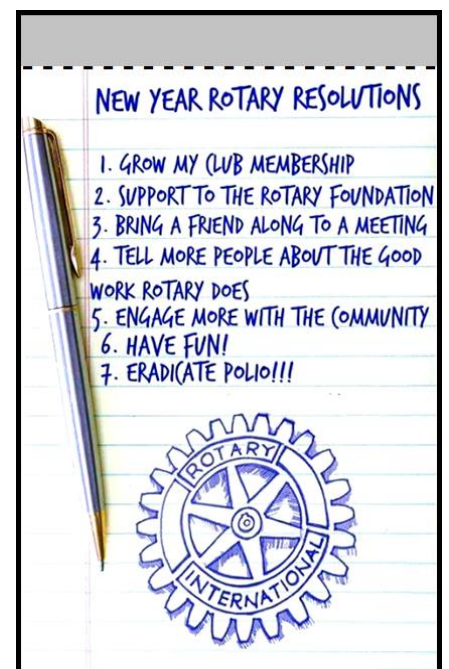 NEW YEAR ROTARY RESOLUTIONS
1. GROW MY CLUB MEMBERSHIP
2. SUPPORT TO THE ROTARY FOUNDATION
3. BRING A FRIEND ALONG TO A MEETING
4. TELL MORE PEOPLE ABOUT THE GOOD
WORK ROTARY DOES
5. ENGAGE MORE WITH THE COMMUNITY
6. HAVE FUN!
7. ERADICATE POLIO!!!
ROTARY
INTERNATIONAL